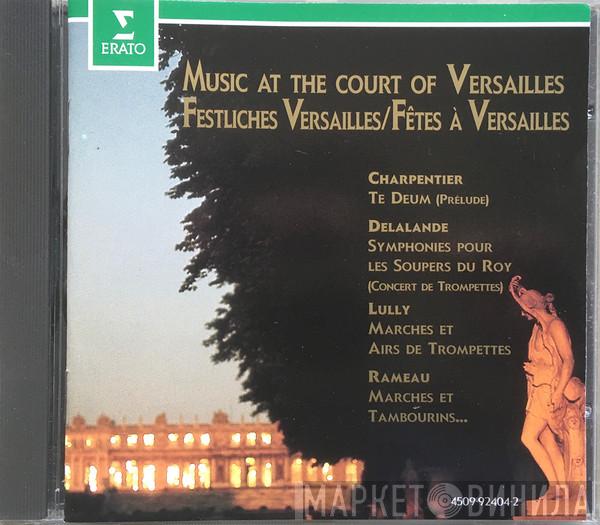 ERATO
MUSIC AT THE COURT OF VERSAILLES
FESTLICHES VERSAILLES/FÊTES À VERSAILLES
CHARPENTIER
TE DEUM (PRÉLUDE)
DELALANDE
SYMPHONIES POUR
LES SOUPERS DU ROY
(CONCERT DE TROMPETTES)
LULLY
MARCHES ET
AIRS DE TROMPETTES
RAMEAU
MARCHES ET
TAMBOURINS...
4509-92404-2
МАРКЕТ ВИНИЛА